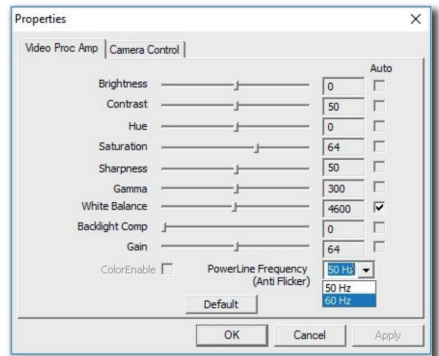 Properties
Video Proc Amp Camera Control
Auto
Brightness 0
Contrast 50
Hue 0
Saturation 64
Sharpness 50
Gamma 300
White Balance 4600
Backlight Comp 0
Gain 64
ColorEnable PowerLine Frequency 50 Hz
(Anti Flicker)
50 Hz
60 Hz
Default
OK Cancel Apply